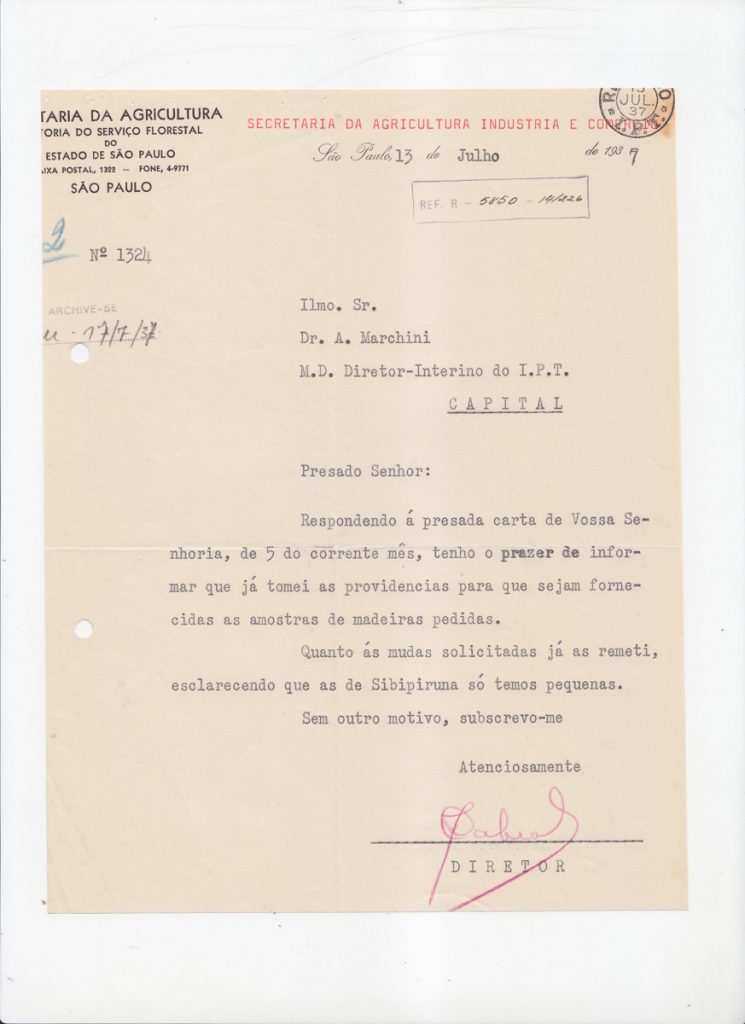 TARIA DA AGRICULTURA
TORIA DO SERVIÇO FLORESTAL
DO
ESTADO DE SÃO PAULO
AIXA POSTAL, 1322 — FONE, 4-9771
SÃO PAULO
SECRETARIA DA AGRICULTURA INDUSTRIA E COMERCIO
JUL. 37
I.P.T.
São Paulo, 13 de Julho de 1937
REF. R - 5850 - 14/226
2
Nº 1324
ARCHIVE-SE
17/7/37
Ilmo. Sr.
Dr. A. Marchini
M.D. Diretor-Interino do I.P.T.
CAPITAL
Presado Senhor:
Respondendo á presada carta de Vossa Se-
nhoria, de 5 do corrente mês, tenho o prazer de infor-
mar que já tomei as providencias para que sejam forne-
cidas as amostras de madeiras pedidas.
Quanto ás mudas solicitadas já as remeti,
esclarecendo que as de Sibipiruna só temos pequenas.
Sem outro motivo, subscrevo-me
Atenciosamente
DIRETOR